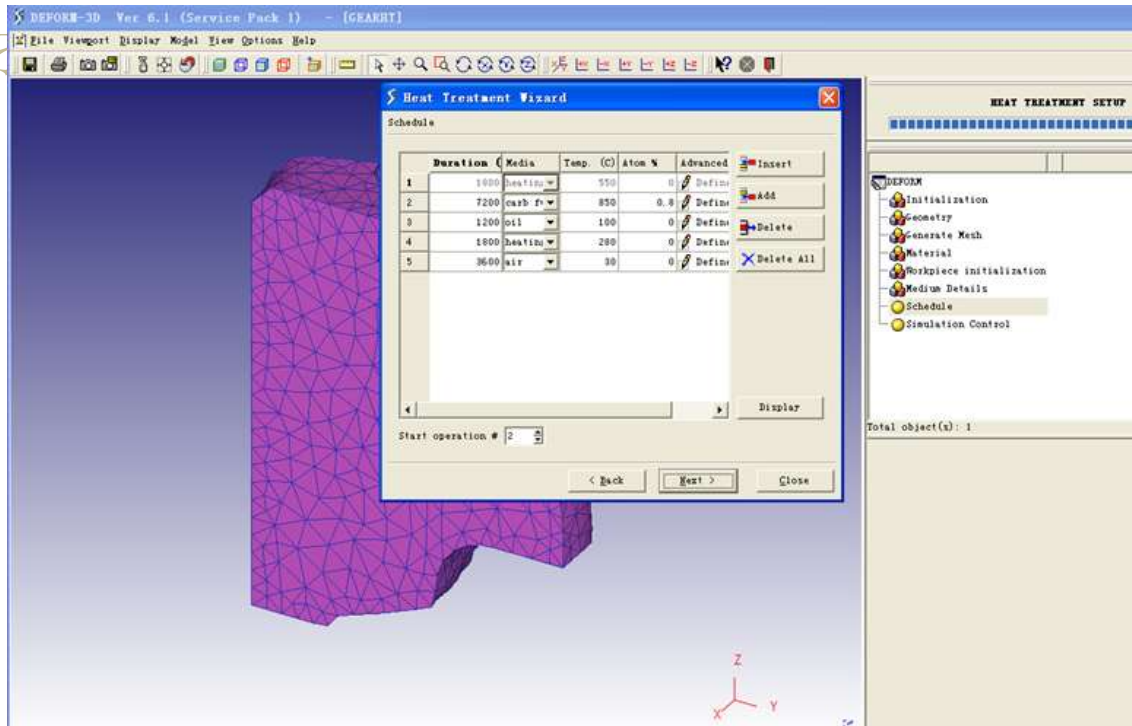 DEFORM-3D Ver 6.1 (Service Pack 1) - [GEARHT]
File Viewport Display Model View Options Help
Heat Treatment Wizard
Schedule
Duration ( Media Temp. (C) Atom % Advanced
1 1800 heating 550 0 Define
2 7200 carb f 850 0.8 Define
3 1200 oil 100 0 Define
4 1800 heating 280 0 Define
5 3600 air 30 0 Define
Insert
Add
Delete
Delete All
Display
Start operation # 2
< Back
Next >
Close
HEAT TREATMENT SETUP
DEFORM
Initialization
Geometry
Generate Mesh
Material
Workpiece initialization
Medium Details
Schedule
Simulation Control
Total object(s): 1
Z
X
Y